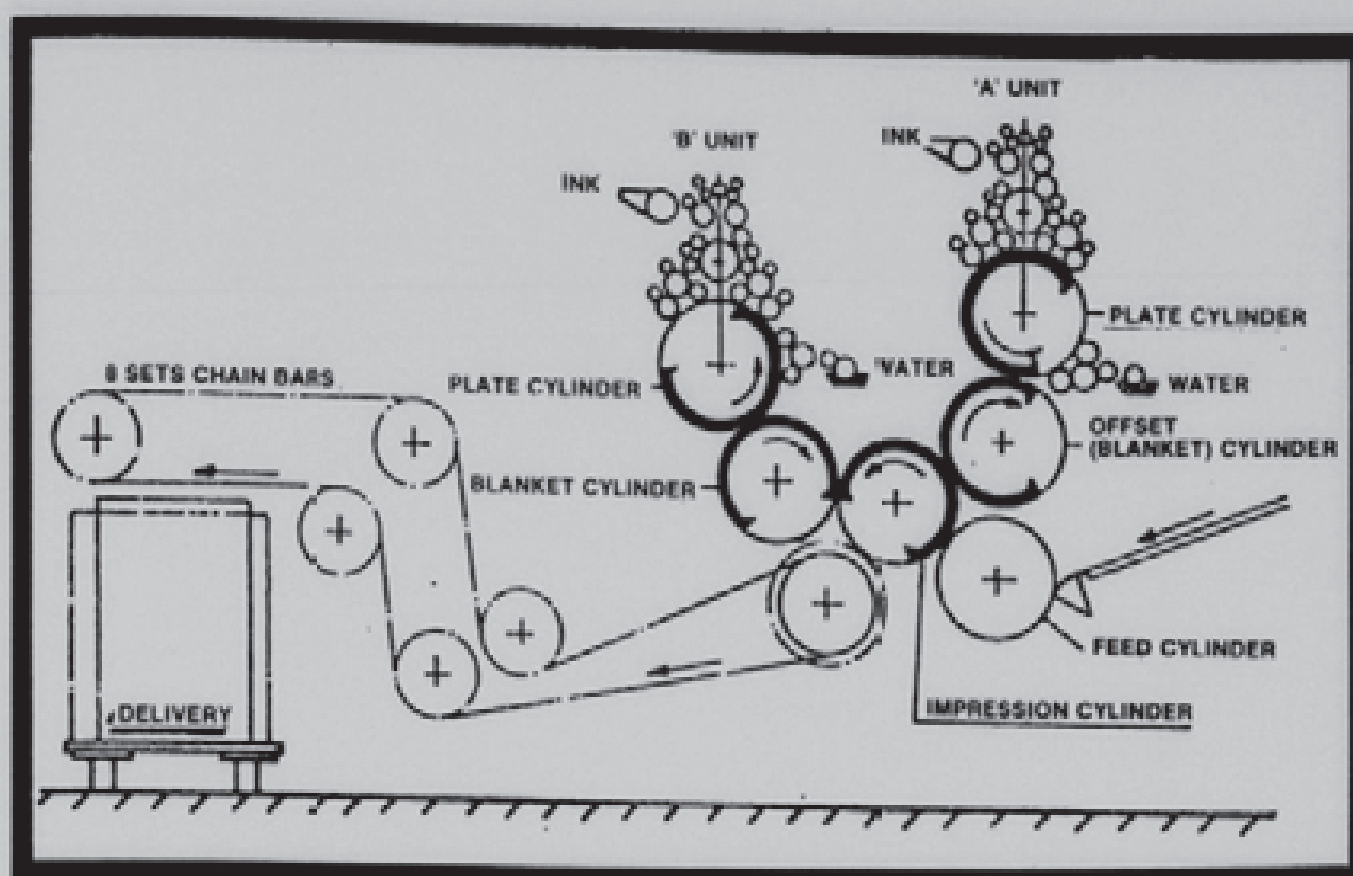 'A' UNIT
INK
'B' UNIT
INK
PLATE CYLINDER
WATER
8 SETS CHAIN BARS
PLATE CYLINDER
WATER
OFFSET
(BLANKET) CYLINDER
BLANKET CYLINDER
FEED CYLINDER
IMPRESSION CYLINDER
DELIVERY